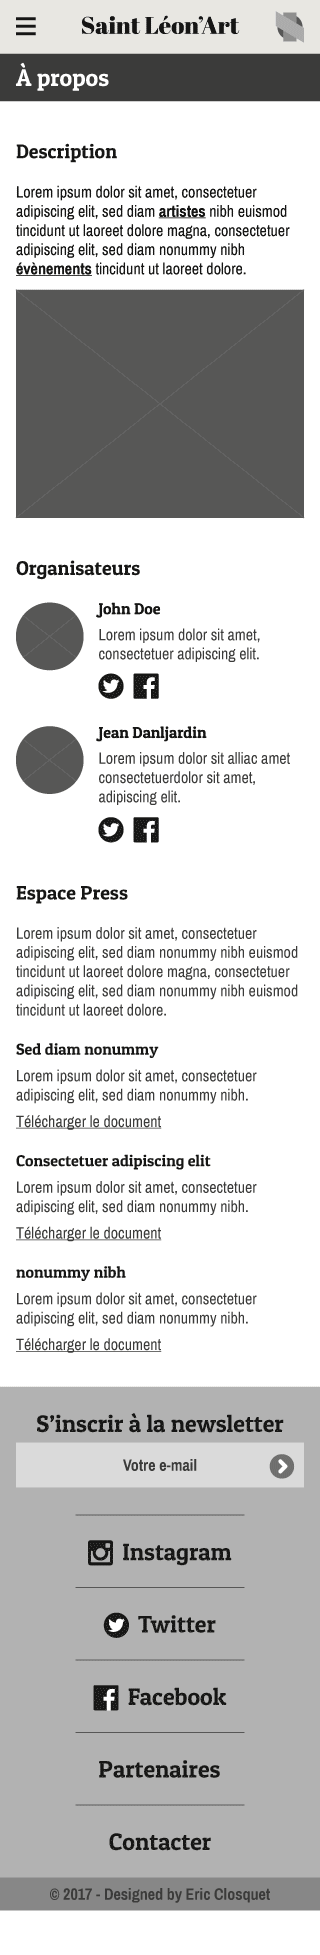 Saint Léon’Art
À propos
Description
Lorem ipsum dolor sit amet, consectetuer
adipiscing elit, sed diam artistes nibh euismod
tincidunt ut laoreet dolore magna, consectetuer
adipiscing elit, sed diam nonummy nibh
évènements tincidunt ut laoreet dolore.
Organisateurs
John Doe
Lorem ipsum dolor sit amet,
consectetuer adipiscing elit.
Jean Danljardin
Lorem ipsum dolor sit alliac amet
consectetuerdolor sit amet,
adipiscing elit.
Espace Press
Lorem ipsum dolor sit amet, consectetuer
adipiscing elit, sed diam nonummy nibh euismod
tincidunt ut laoreet dolore magna, consectetuer
adipiscing elit, sed diam nonummy nibh euismod
tincidunt ut laoreet dolore.
Sed diam nonummy
Lorem ipsum dolor sit amet, consectetuer
adipiscing elit, sed diam nonummy nibh.
Télécharger le document
Consectetuer adipiscing elit
Lorem ipsum dolor sit amet, consectetuer
adipiscing elit, sed diam nonummy nibh.
Télécharger le document
nonummy nibh
Lorem ipsum dolor sit amet, consectetuer
adipiscing elit, sed diam nonummy nibh.
Télécharger le document
S’inscrir à la newsletter
Votre e-mail
Instagram
Twitter
Facebook
Partenaires
Contacter
© 2017 - Designed by Eric Closquet